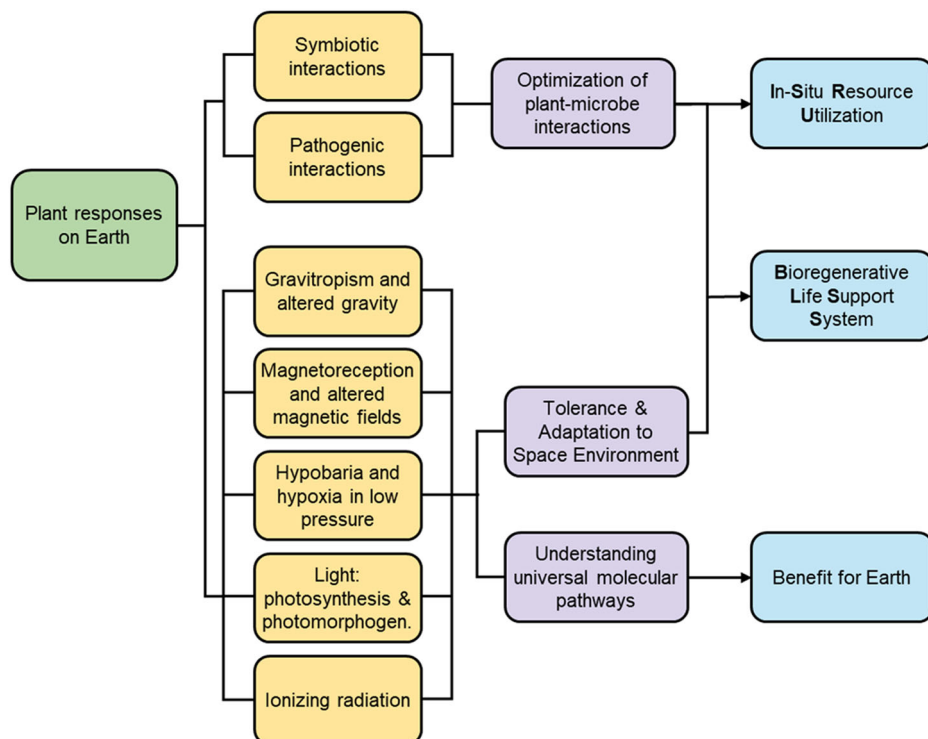 Plant responses
on Earth
Symbiotic
interactions
Pathogenic
interactions
Gravitropism and
altered gravity
Magnetoreception
and altered
magnetic fields
Hypobaria and
hypoxia in low
pressure
Light:
photosynthesis &
photomorphogen.
Ionizing radiation
Optimization of
plant-microbe
interactions
Tolerance &
Adaptation to
Space Environment
Understanding
universal molecular
pathways
In-Situ Resource
Utilization
Bioregenerative
Life Support
System
Benefit for Earth